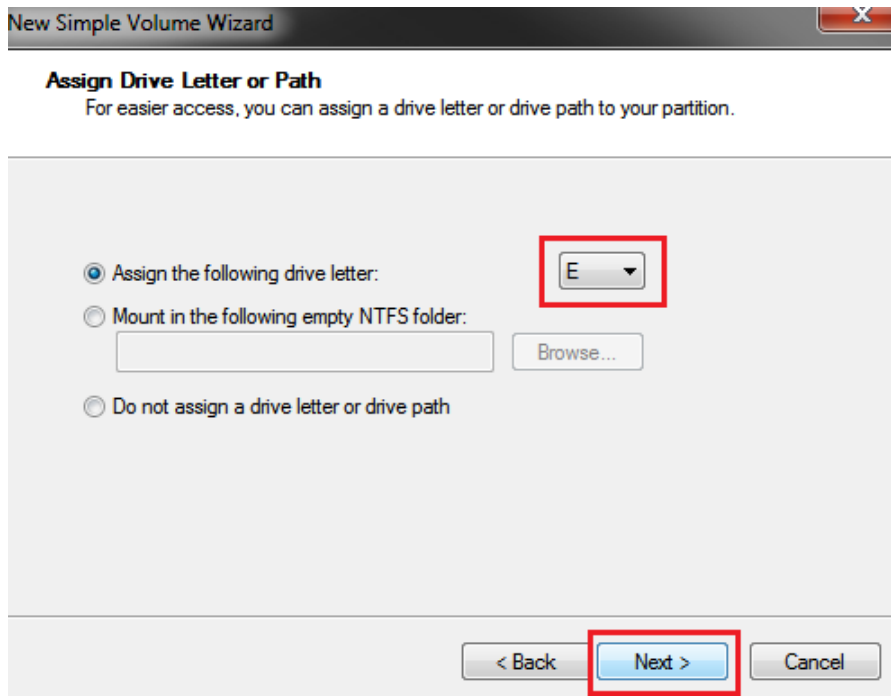 New Simple Volume Wizard
X
Assign Drive Letter or Path
For easier access, you can assign a drive letter or drive path to your partition.
Assign the following drive letter:
E
Mount in the following empty NTFS folder:
Browse...
Do not assign a drive letter or drive path
< Back Next > Cancel